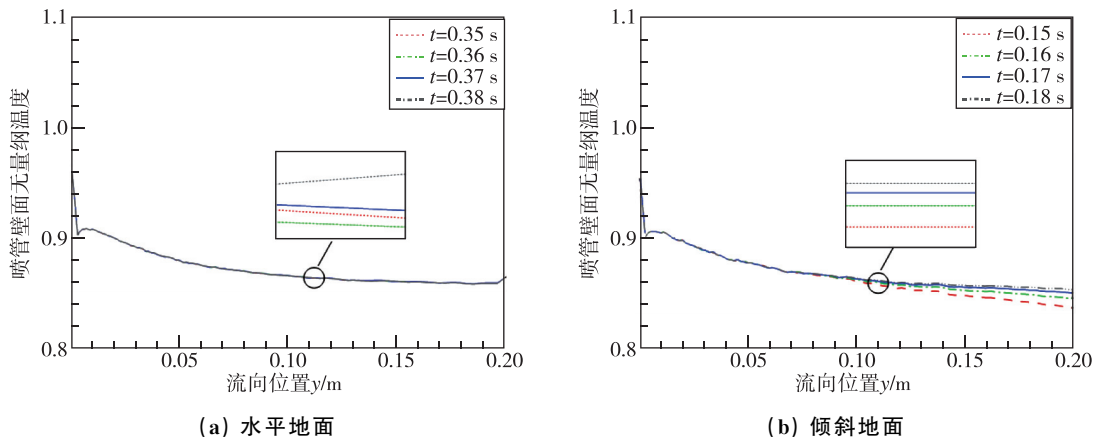 1.1
1.0
0.9
0.8
喷管壁面无量纲温度
t=0.35 s
t=0.36 s
t=0.37 s
t=0.38 s
0.05
0.10
0.15
0.20
流向位置y/m
(a) 水平地面
1.1
1.0
0.9
0.8
喷管壁面无量纲温度
t=0.15 s
t=0.16 s
t=0.17 s
t=0.18 s
0.05
0.10
0.15
0.20
流向位置y/m
(b) 倾斜地面